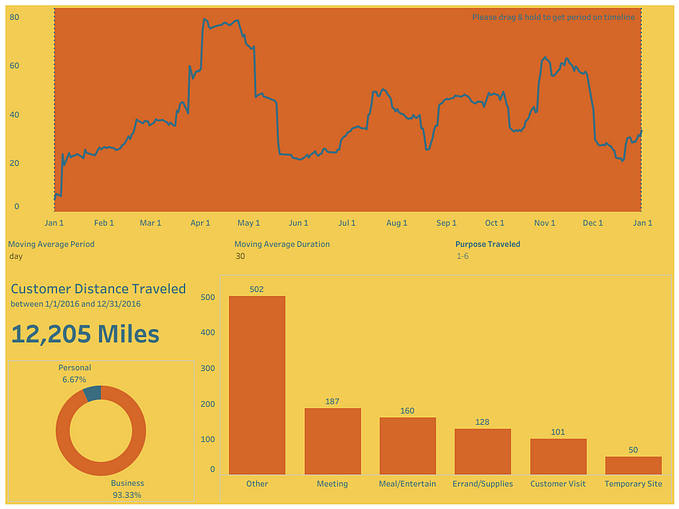 80
Please drag & hold to get period on timeline
60
40
20
0
Jan 1 Feb 1 Mar 1 Apr 1 May 1 Jun 1 Jul 1 Aug 1 Sep 1 Oct 1 Nov 1 Dec 1 Jan 1
Moving Average Period Moving Average Duration Purpose Traveled
day 30 1-6
Customer Distance Traveled
between 1/1/2016 and 12/31/2016
12,205 Miles
Personal
6.67%
Business
93.33%
500
400
300
200
100
0
502
187
160
128
101
50
Other Meeting Meal/Entertain Errand/Supplies Customer Visit Temporary Site